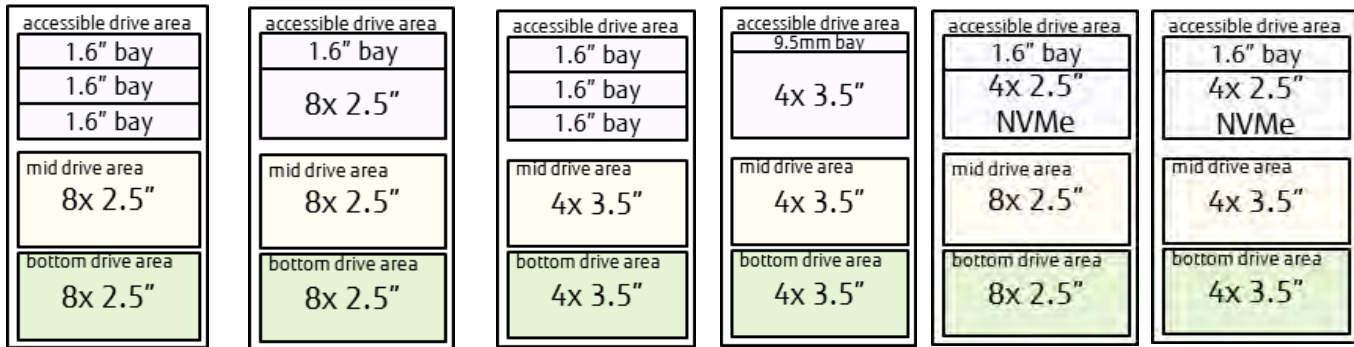 accessible drive area
1.6" bay
1.6" bay
1.6" bay
mid drive area
8x 2.5"
bottom drive area
8x 2.5"
accessible drive area
1.6" bay
8x 2.5"
mid drive area
8x 2.5"
bottom drive area
8x 2.5"
accessible drive area
1.6" bay
1.6" bay
1.6" bay
mid drive area
4x 3.5"
bottom drive area
4x 3.5"
accessible drive area
9.5mm bay
4x 3.5"
mid drive area
4x 3.5"
bottom drive area
4x 3.5"
accessible drive area
1.6" bay
4x 2.5"
NVMe
mid drive area
8x 2.5"
bottom drive area
8x 2.5"
accessible drive area
1.6" bay
4x 2.5"
NVMe
mid drive area
4x 3.5"
bottom drive area
4x 3.5"